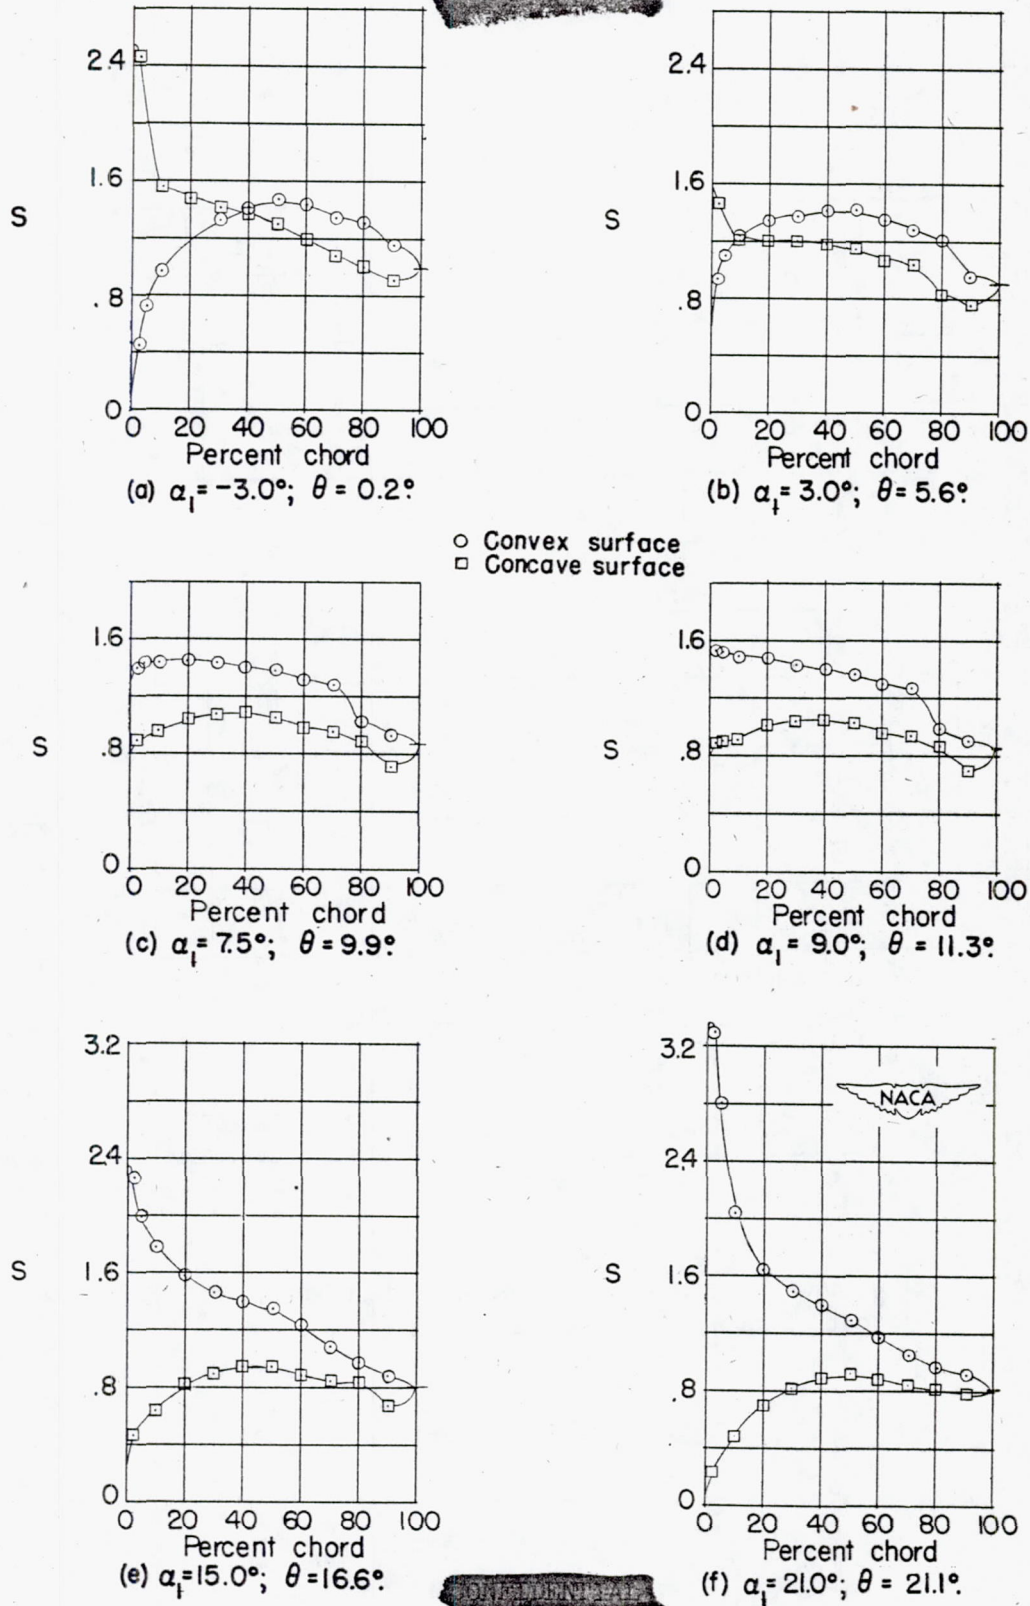 2.4
1.6
S
.8
0
0 20 40 60 80 100
Percent chord
(a) α₁= -3.0°; θ = 0.2°.
2.4
1.6
S
.8
0
0 20 40 60 80 100
Percent chord
(b) α₁= 3.0°; θ= 5.6°.
○ Convex surface
□ Concave surface
1.6
S
.8
0
0 20 40 60 80 100
Percent chord
(c) α₁= 7.5°; θ = 9.9°.
1.6
S
.8
0
0 20 40 60 80 100
Percent chord
(d) α₁ = 9.0°; θ = 11.3°.
3.2
2.4
1.6
S
.8
0
0 20 40 60 80 100
Percent chord
(e) α₁=15.0°; θ=16.6°.
3.2
NACA
2.4
1.6
S
.8
0
0 20 40 60 80 100
Percent chord
(f) α₁=21.0°; θ = 21.1°.